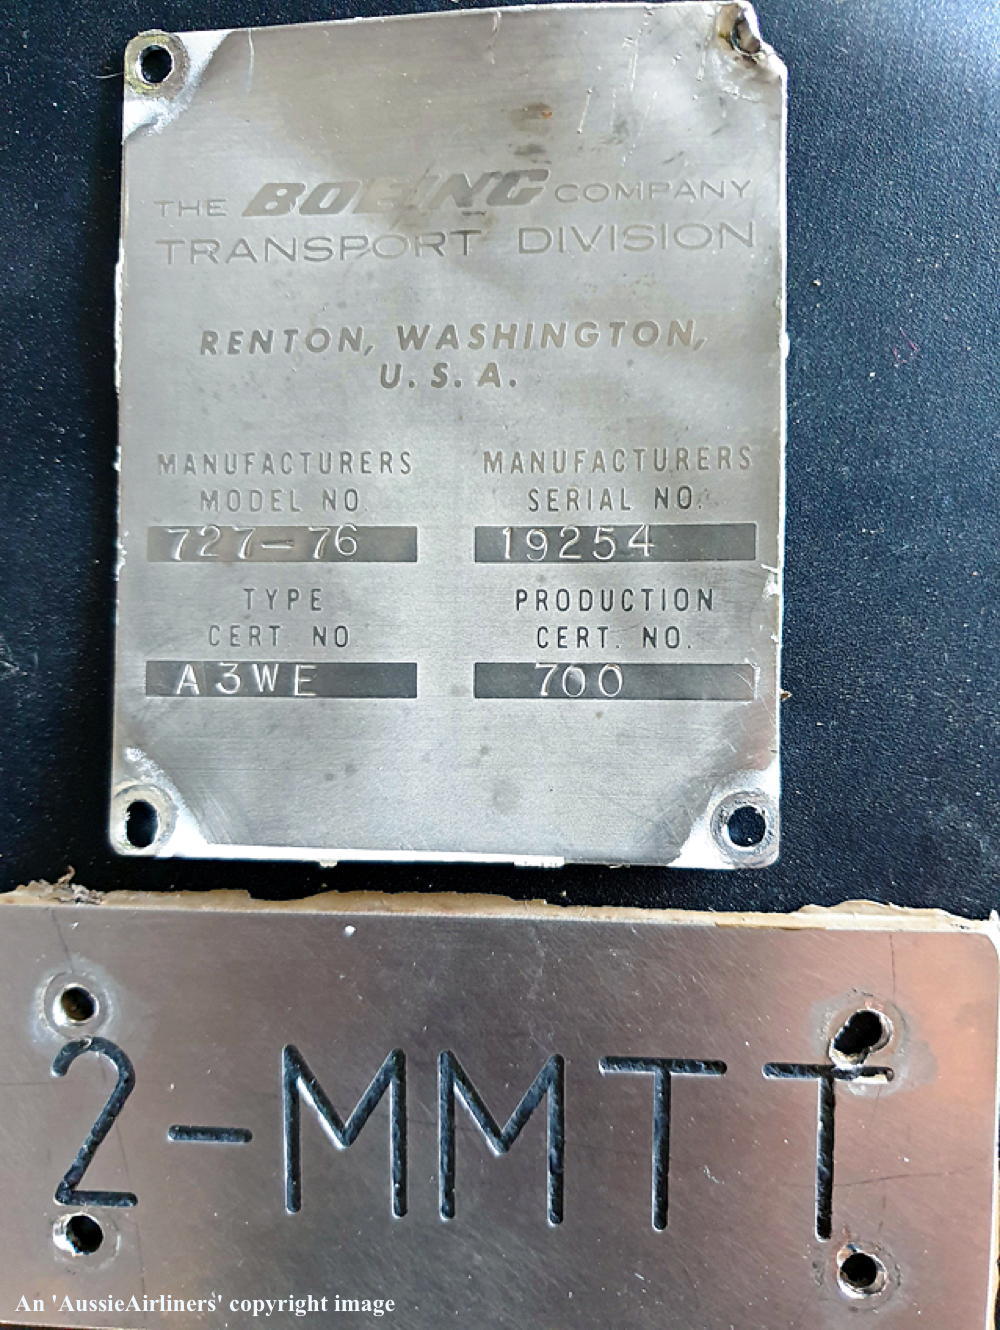 THE BOEING COMPANY
TRANSPORT DIVISION
RENTON, WASHINGTON,
U. S. A.
MANUFACTURERS MODEL NO.
727-76
MANUFACTURERS SERIAL NO.
19254
TYPE CERT NO
A3WE
PRODUCTION CERT. NO.
700
2-MMTT
An 'AussieAirliners' copyright image